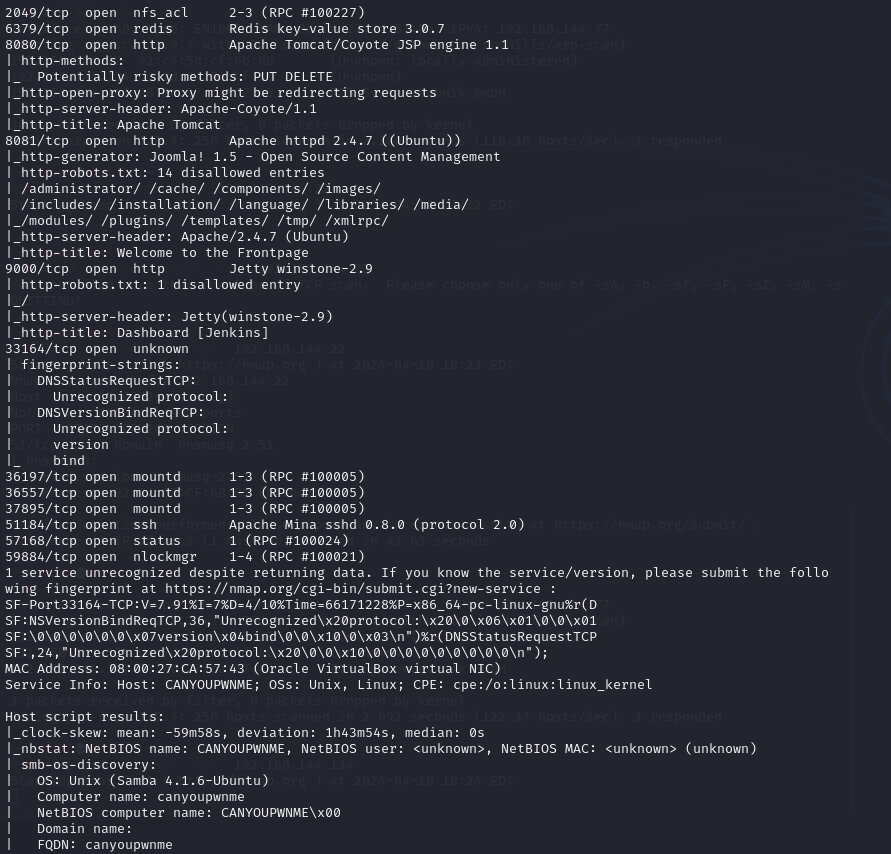 2049/tcp  open  nfs_acl     2-3 (RPC #100227)
6379/tcp  open  redis       Redis key-value store 3.0.7
8080/tcp  open  http        Apache Tomcat/Coyote JSP engine 1.1
| http-methods:
|_  Potentially risky methods: PUT DELETE
|_http-open-proxy: Proxy might be redirecting requests
|_http-server-header: Apache-Coyote/1.1
|_http-title: Apache Tomcat
8081/tcp  open  http        Apache httpd 2.4.7 ((Ubuntu))
|_http-generator: Joomla! 1.5 - Open Source Content Management
| http-robots.txt: 14 disallowed entries
| /administrator/ /cache/ /components/ /images/
| /includes/ /installation/ /language/ /libraries/ /media/
|_/modules/ /plugins/ /templates/ /tmp/ /xmlrpc/
|_http-server-header: Apache/2.4.7 (Ubuntu)
|_http-title: Welcome to the Frontpage
9000/tcp  open  http        Jetty winstone-2.9
| http-robots.txt: 1 disallowed entry
|_/
|_http-server-header: Jetty(winstone-2.9)
|_http-title: Dashboard [Jenkins]
33164/tcp open  unknown
| fingerprint-strings:
|   DNSStatusRequestTCP:
|     Unrecognized protocol:
|   DNSVersionBindReqTCP:
|     Unrecognized protocol:
|     version
|_    bind
36197/tcp open  mountd      1-3 (RPC #100005)
36557/tcp open  mountd      1-3 (RPC #100005)
37895/tcp open  mountd      1-3 (RPC #100005)
51184/tcp open  ssh         Apache Mina sshd 0.8.0 (protocol 2.0)
57168/tcp open  status      1 (RPC #100024)
59884/tcp open  nlockmgr    1-4 (RPC #100021)
1 service unrecognized despite returning data. If you know the service/version, please submit the follo
wing fingerprint at https://nmap.org/cgi-bin/submit.cgi?new-service :
SF-Port33164-TCP:V=7.91%I=7%D=4/10%Time=66171228%P=x86_64-pc-linux-gnu%r(D
SF:NSVersionBindReqTCP,36,"Unrecognized\x20protocol:\x20\0\x06\x01\0\0\x01
SF:\0\0\0\0\0\0\x07version\x04bind\0\0\x10\0\x03\n")%r(DNSStatusRequestTCP
SF:,24,"Unrecognized\x20protocol:\x20\0\0\x10\0\0\0\0\0\0\0\0\0\n");
MAC Address: 08:00:27:CA:57:43 (Oracle VirtualBox virtual NIC)
Service Info: Host: CANYOUPWNME; OSs: Unix, Linux; CPE: cpe:/o:linux:linux_kernel

Host script results:
|_clock-skew: mean: -59m58s, deviation: 1h43m54s, median: 0s
|_nbstat: NetBIOS name: CANYOUPWNME, NetBIOS user: <unknown>, NetBIOS MAC: <unknown> (unknown)
| smb-os-discovery:
|   OS: Unix (Samba 4.1.6-Ubuntu)
|   Computer name: canyoupwnme
|   NetBIOS computer name: CANYOUPWNME\x00
|   Domain name:
|   FQDN: canyoupwnme